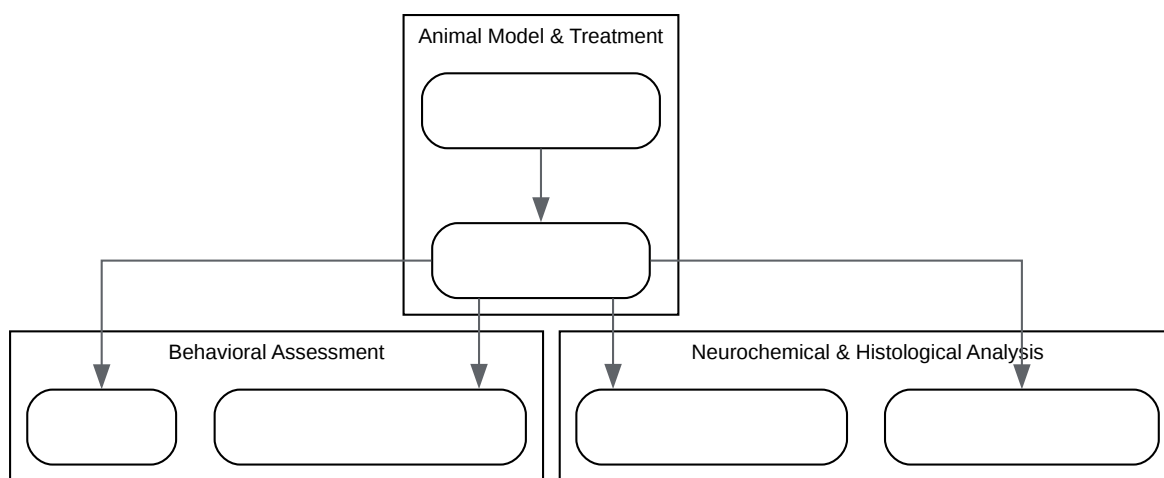 Animal Model & Treatment
Behavioral Assessment
Neurochemical & Histological Analysis